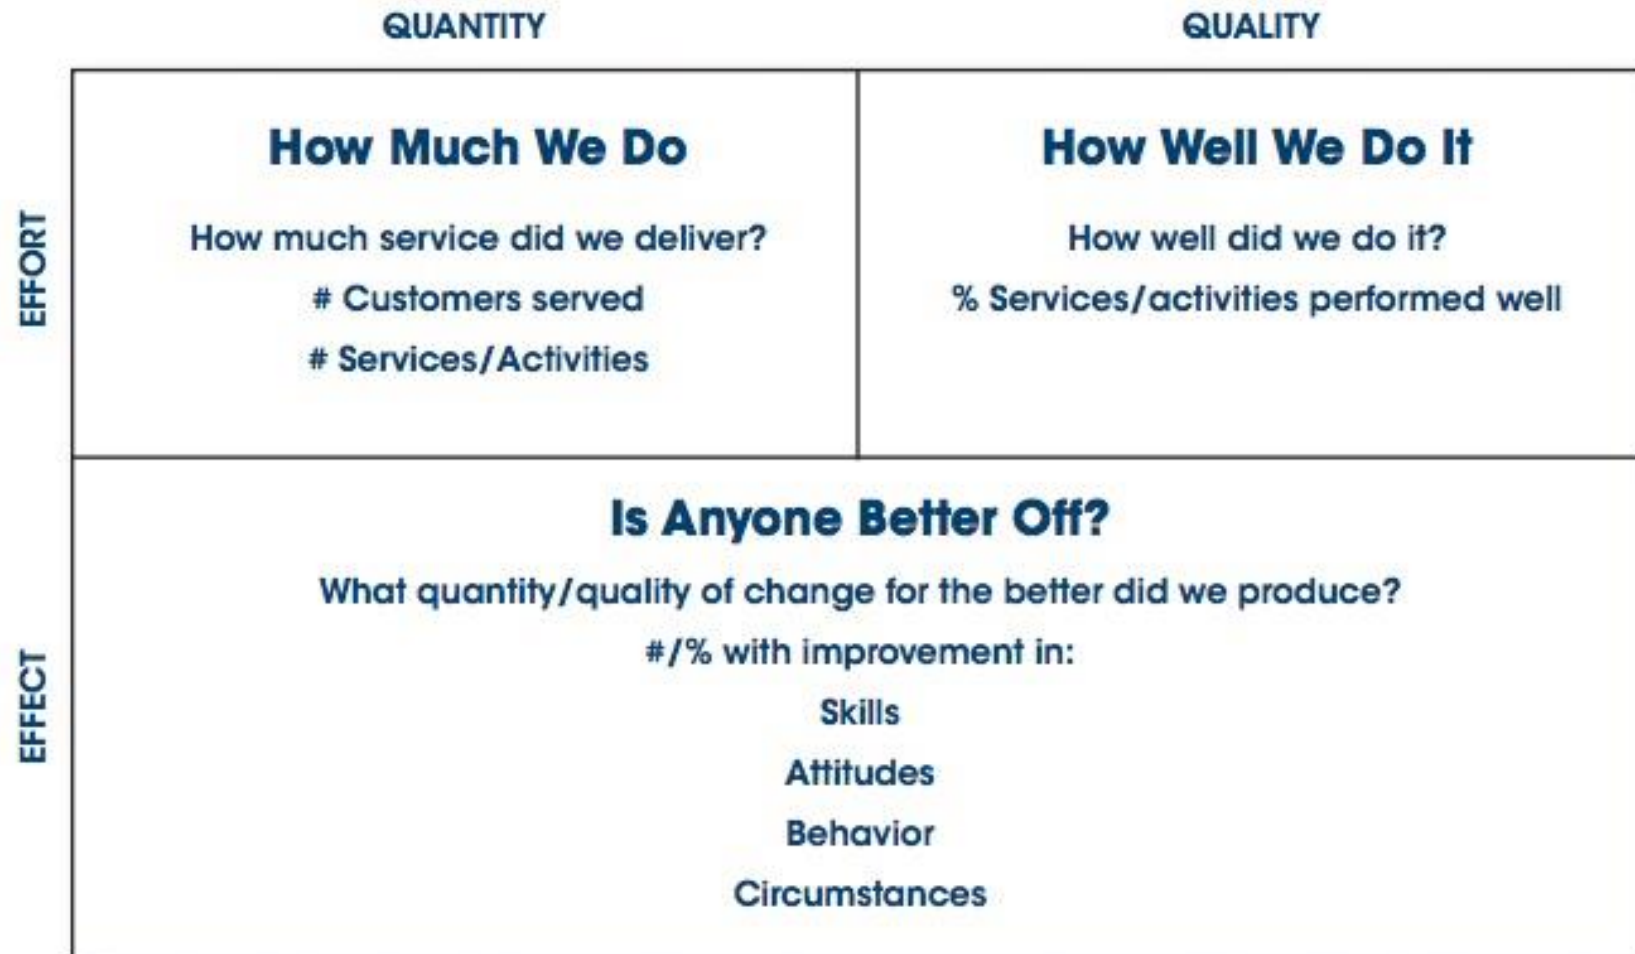 QUANTITY
QUALITY
EFFORT
How Much We Do
How much service did we deliver?
# Customers served
# Services/Activities
How Well We Do It
How well did we do it?
% Services/activities performed well
EFFECT
Is Anyone Better Off?
What quantity/quality of change for the better did we produce?
#/% with improvement in:
Skills
Attitudes
Behavior
Circumstances